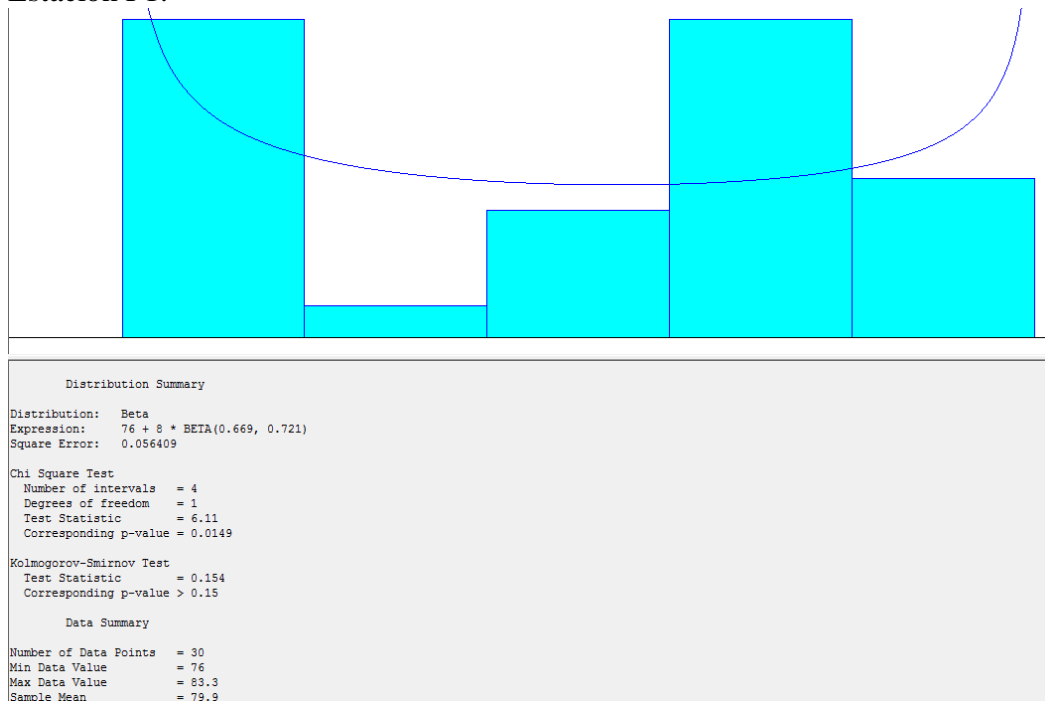 Distribution Summary
Distribution: Beta
Expression: 76 + 8 * BETA(0.669, 0.721)
Square Error: 0.056409
Chi Square Test
Number of intervals = 4
Degrees of freedom = 1
Test Statistic = 6.11
Corresponding p-value = 0.0149
Kolmogorov-Smirnov Test
Test Statistic = 0.154
Corresponding p-value > 0.15
Data Summary
Number of Data Points = 30
Min Data Value = 76
Max Data Value = 83.3
Sample Mean = 79.9